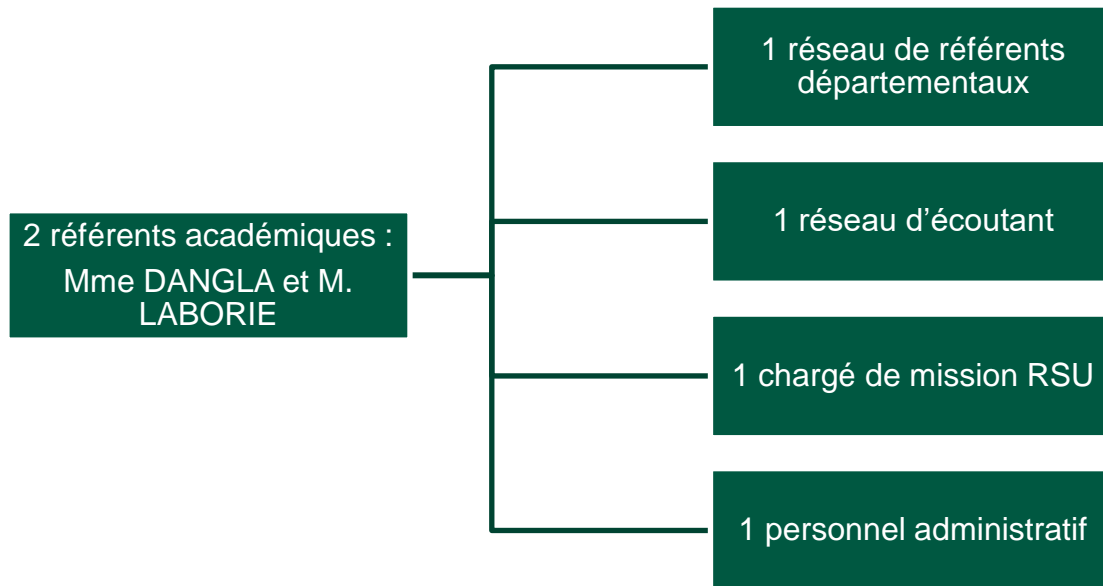 2 référents académiques :
Mme DANGLA et M.
LABORIE
1 réseau de référents
départementaux
1 réseau d’écoutant
1 chargé de mission RSU
1 personnel administratif